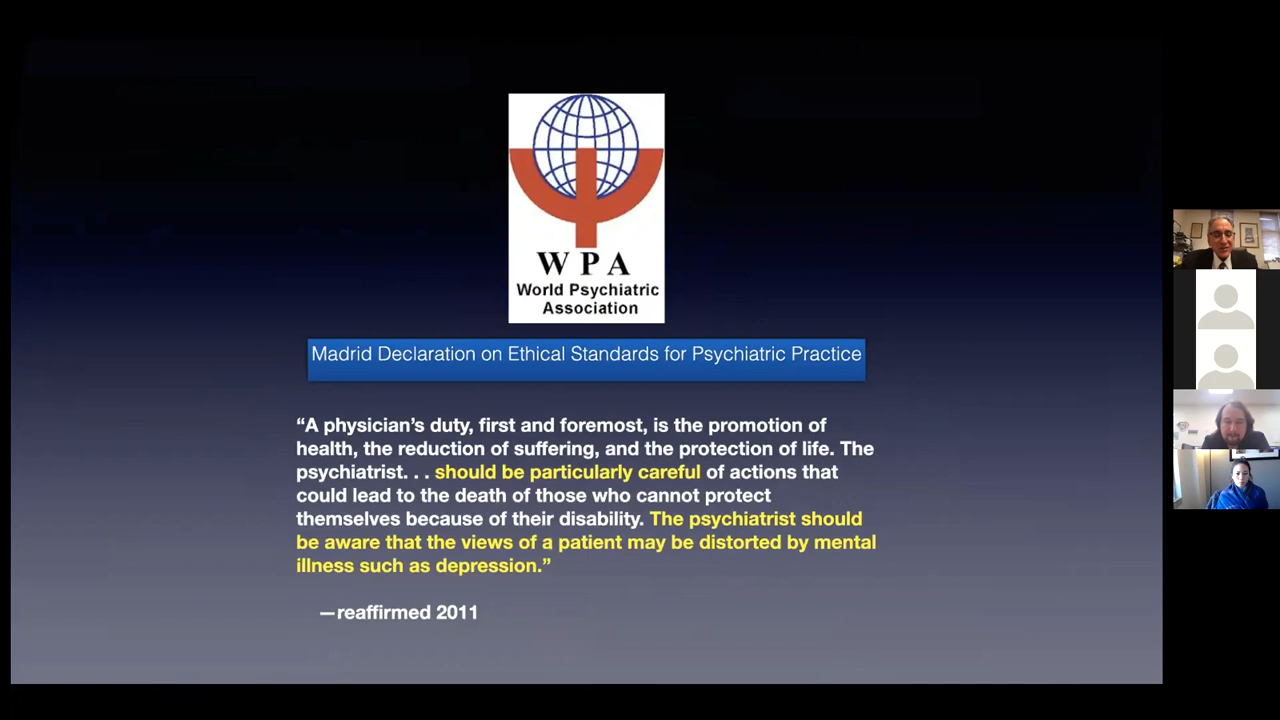 W P A
World Psychiatric
Association
Madrid Declaration on Ethical Standards for Psychiatric Practice
“A physician’s duty, first and foremost, is the promotion of
health, the reduction of suffering, and the protection of life. The
psychiatrist. . . should be particularly careful of actions that
could lead to the death of those who cannot protect
themselves because of their disability. The psychiatrist should
be aware that the views of a patient may be distorted by mental
illness such as depression.”
—reaffirmed 2011